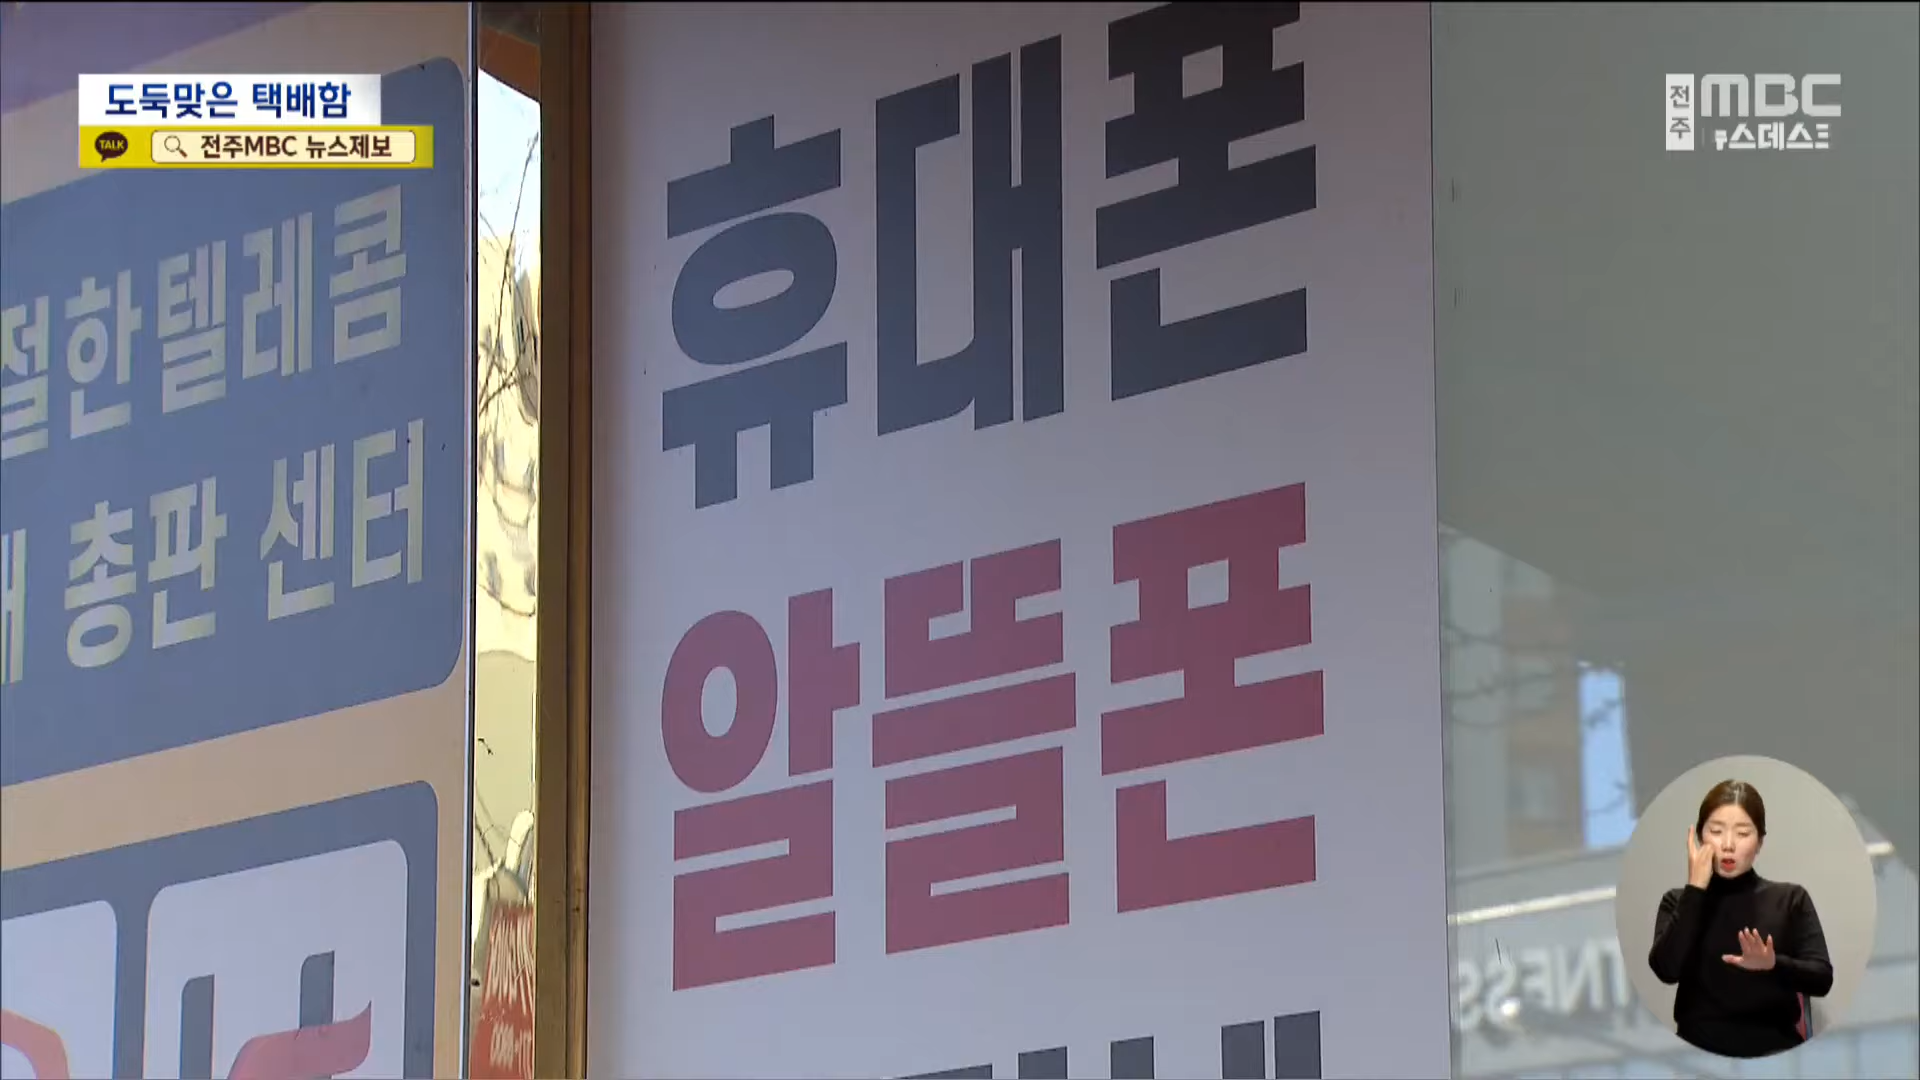 도둑맞은 택배함
TALK
전주MBC 뉴스제보
전주 MBC
뉴스데스크
절한텔레콤
총판 센터
휴대폰
알뜰폰